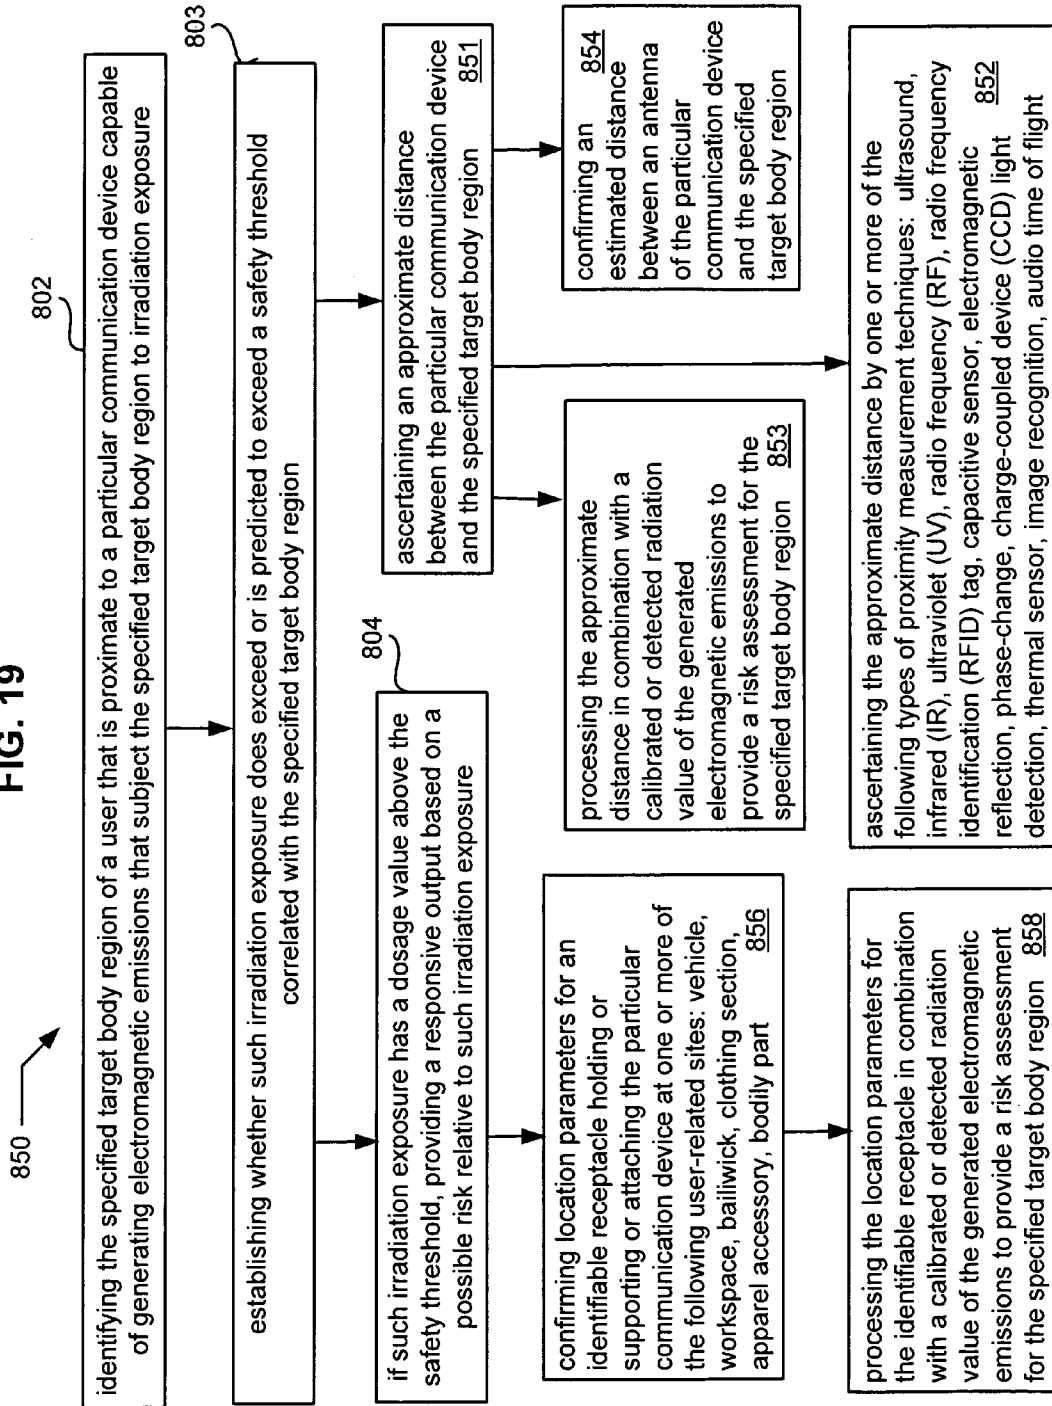 FIG. 19
850
802
identifying the specified target body region of a user that is proximate to a particular communication device capable
of generating electromagnetic emissions that subject the specified target body region to irradiation exposure
803
establishing whether such irradiation exposure does exceed or is predicted to exceed a safety threshold
correlated with the specified target body region
804
if such irradiation exposure has a dosage value above the
safety threshold, providing a responsive output based on a
possible risk relative to such irradiation exposure
ascertaining an approximate distance
between the particular communication device
and the specified target body region 851
confirming location parameters for an
identifiable receptacle holding or
supporting or attaching the particular
communication device at one or more of
the following user-related sites: vehicle,
workspace, bailiwick, clothing section,
apparel accessory, bodily part 856
processing the approximate
distance in combination with a
calibrated or detected radiation
value of the generated
electromagnetic emissions to
provide a risk assessment for the
specified target body region 853
confirming an 854
estimated distance
between an antenna
of the particular
communication device
and the specified
target body region
processing the location parameters for
the identifiable receptacle in combination
with a calibrated or detected radiation
value of the generated electromagnetic
emissions to provide a risk assessment
for the specified target body region 858
ascertaining the approximate distance by one or more of the
following types of proximity measurement techniques: ultrasound,
infrared (IR), ultraviolet (UV), radio frequency (RF), radio frequency
identification (RFID) tag, capacitive sensor, electromagnetic
reflection, phase-change, charge-coupled device (CCD) light 852
detection, thermal sensor, image recognition, audio time of flight